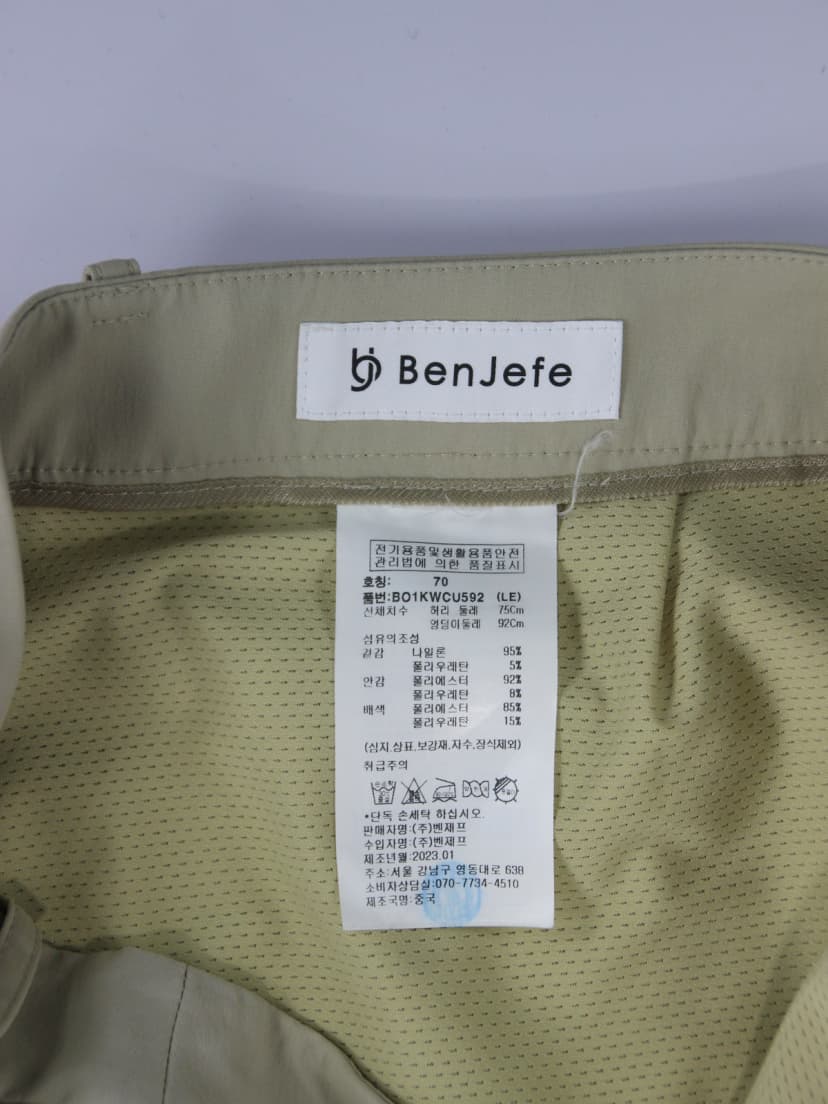 BenJefe
전기용품및생활용품안전
관리법에 의한 품질표시
호칭: 70
품번:BO1KWCU592 (LE)
신체치수 허리 둘레 75Cm
엉덩이둘레 92Cm
섬유의조성
겉감 나일론 95%
폴리우레탄 5%
안감 폴리에스터 92%
폴리우레탄 8%
배색 폴리에스터 85%
폴리우레탄 15%
(심지,상표,보강재,자수,장식제외)
취급주의
*단독 손세탁 하십시오.
판매자명:(주)벤제프
수입자명:(주)벤제프
제조년월:2023.01
주소:서울 강남구 영동대로 638
소비자상담실:070-7734-4510
제조국명:중국